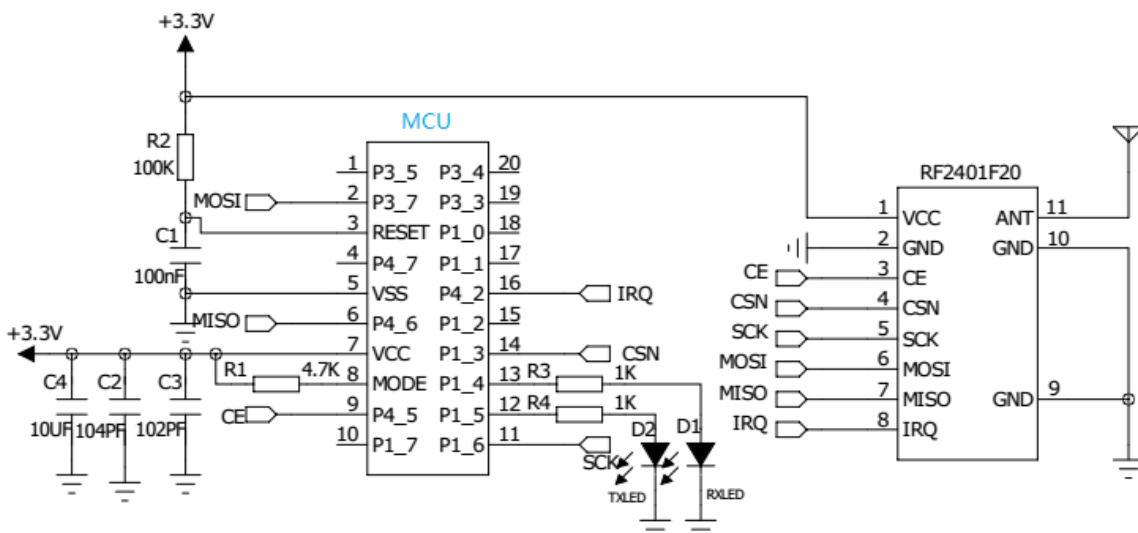 +3.3V
R2
100K
MOSI
C1
100nF
MISO
+3.3V
C4
10UF
C2
104PF
C3
102PF
R1
4.7K
CE
MCU
1 P3_5 P3_4 20
2 P3_7 P3_3 19
3 RESET P1_0 18
4 P4_7 P1_1 17
5 VSS P4_2 16
6 P4_6 P1_2 15
7 VCC P1_3 14
8 MODE P1_4 13
9 P4_5 P1_5 12
10 P1_7 P1_6 11
IRQ
CSN
R3 1K
R4 1K
SCK
D2
D1
TXLED
RXLED
RF2401F20
1 VCC ANT 11
2 GND GND 10
CE 3 CE
CSN 4 CSN
SCK 5 SCK
MOSI 6 MOSI
MISO 7 MISO GND 9
IRQ 8 IRQ